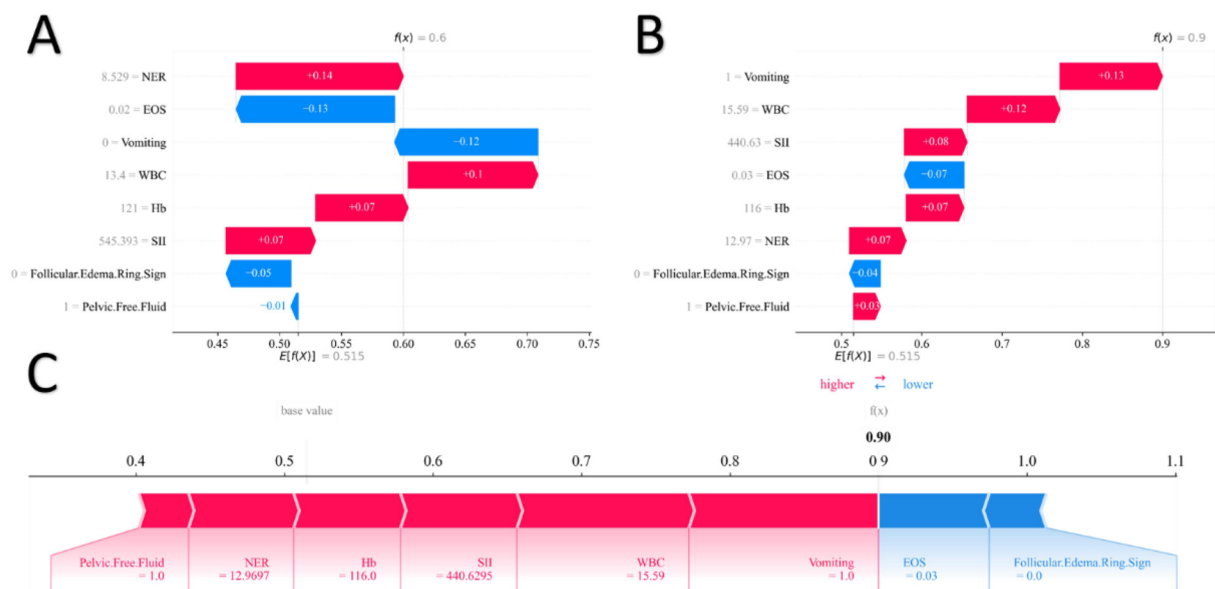 A
f(x) = 0.6
8.529 = NER
+0.14
0.02 = EOS
−0.13
0 = Vomiting
−0.12
13.4 = WBC
+0.1
121 = Hb
+0.07
545.393 = SII
+0.07
0 = Follicular.Edema.Ring.Sign
−0.05
1 = Pelvic.Free.Fluid
−0.01
0.45 0.50 0.55 0.60 0.65 0.70 0.75
E[f(X)] = 0.515
B
f(x) = 0.9
1 = Vomiting
+0.13
15.59 = WBC
+0.12
440.63 = SII
+0.08
0.03 = EOS
−0.07
116 = Hb
+0.07
12.97 = NER
+0.07
0 = Follicular.Edema.Ring.Sign
−0.04
1 = Pelvic.Free.Fluid
+0.03
0.5 0.6 0.7 0.8 0.9
E[f(X)] = 0.515
C
higher ⇄ lower
base value
f(x)
0.90
0.4 0.5 0.6 0.7 0.8 0 9 1.0 1.1
Pelvic.Free.Fluid
= 1.0
NER
= 12.9697
Hb
= 116.0
SII
= 440.6295
WBC
= 15.59
Vomiting
= 1.0
EOS
= 0.03
Follicular.Edema.Ring.Sign
= 0.0